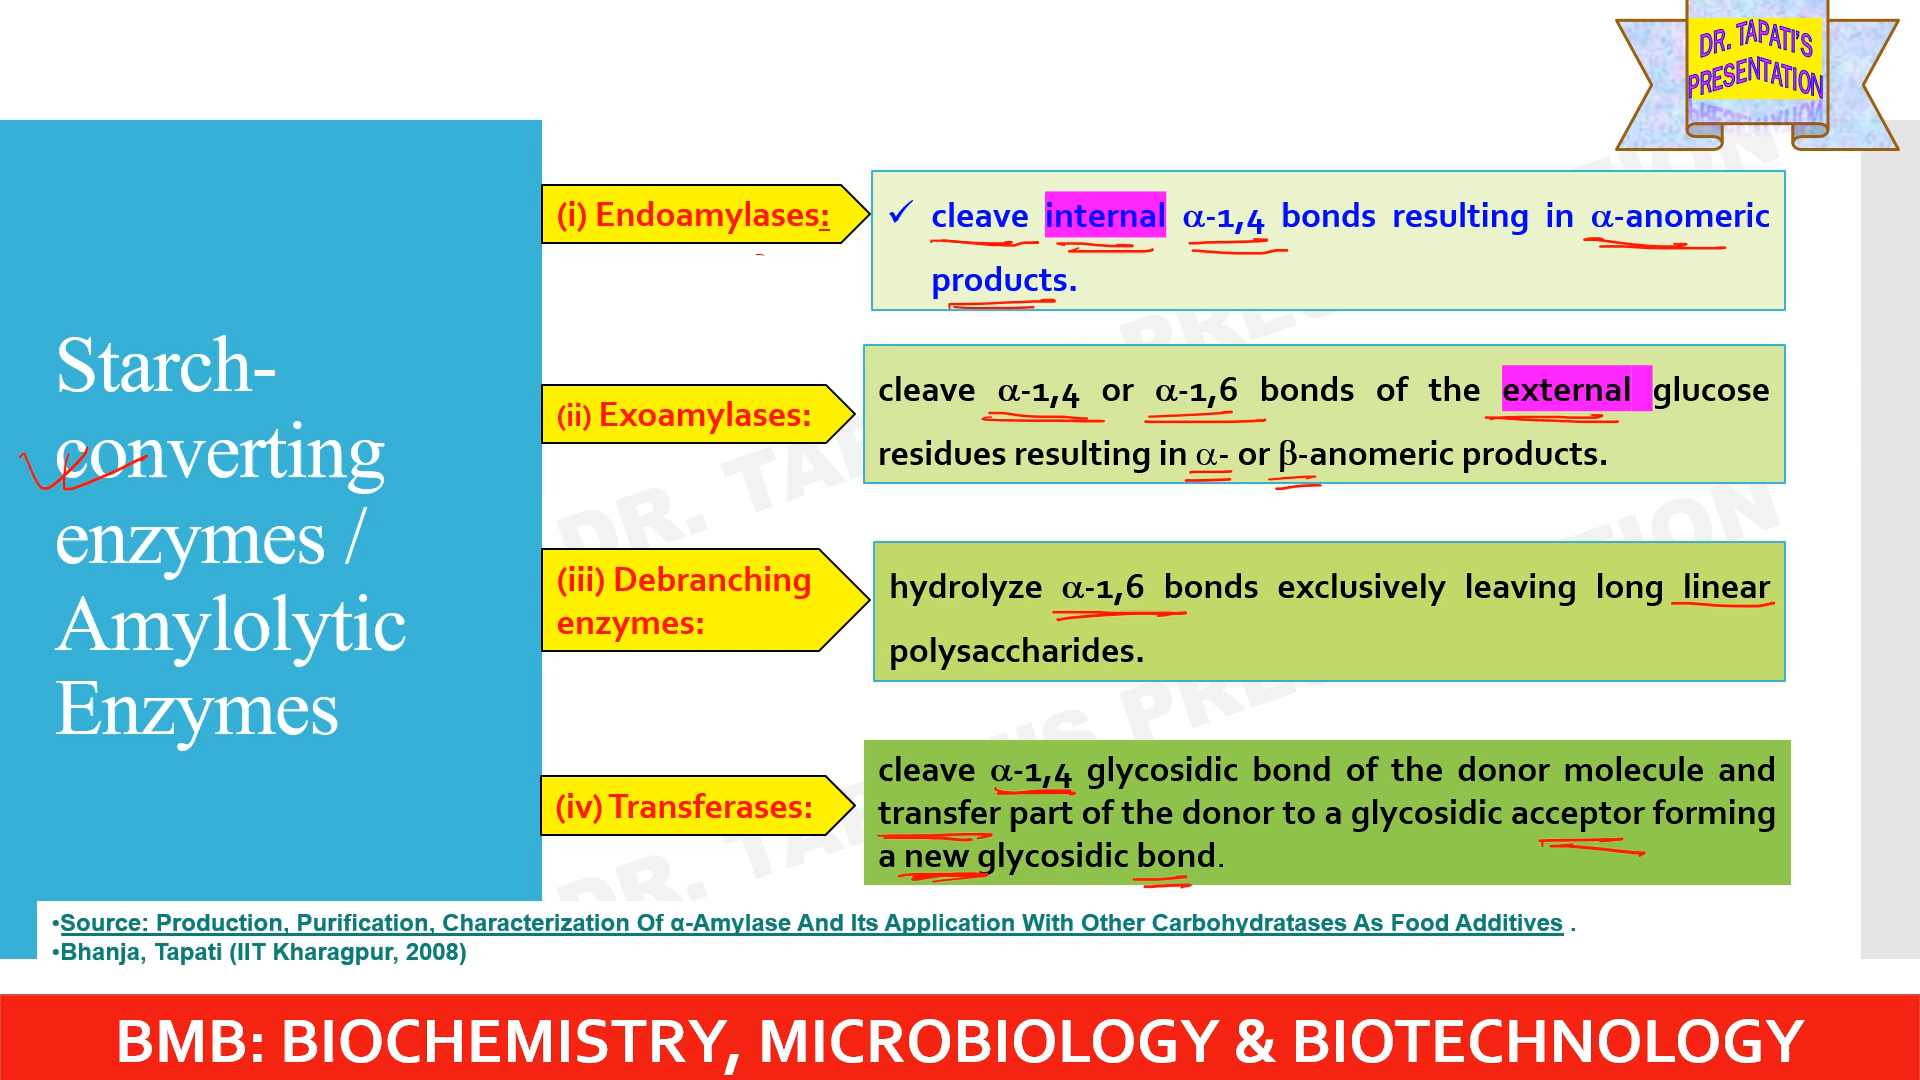 DR. TAPATI'S
PRESENTATION
Starch-
converting
enzymes /
Amylolytic
Enzymes
(i) Endoamylases:
✓ cleave internal α-1,4 bonds resulting in α-anomeric
products.
(ii) Exoamylases:
cleave α-1,4 or α-1,6 bonds of the external glucose
residues resulting in α- or β-anomeric products.
(iii) Debranching
enzymes:
hydrolyze α-1,6 bonds exclusively leaving long linear
polysaccharides.
(iv) Transferases:
cleave α-1,4 glycosidic bond of the donor molecule and
transfer part of the donor to a glycosidic acceptor forming
a new glycosidic bond.
•Source: Production, Purification, Characterization Of α-Amylase And Its Application With Other Carbohydratases As Food Additives .
•Bhanja, Tapati (IIT Kharagpur, 2008)
BMB: BIOCHEMISTRY, MICROBIOLOGY & BIOTECHNOLOGY